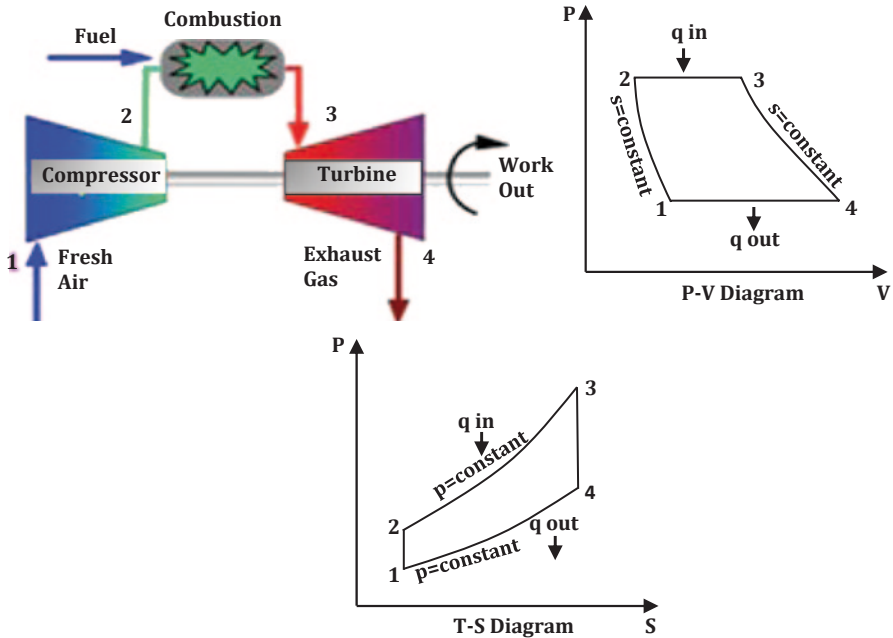 Combustion
Fuel
2
3
Compressor
Turbine
Work
Out
1
Fresh
Air
Exhaust
Gas
4
P
q in
2
3
s=constant
s=constant
1
4
q out
P-V Diagram
V
P
3
q in
p=constant
4
2
q out
1
p=constant
T-S Diagram
S